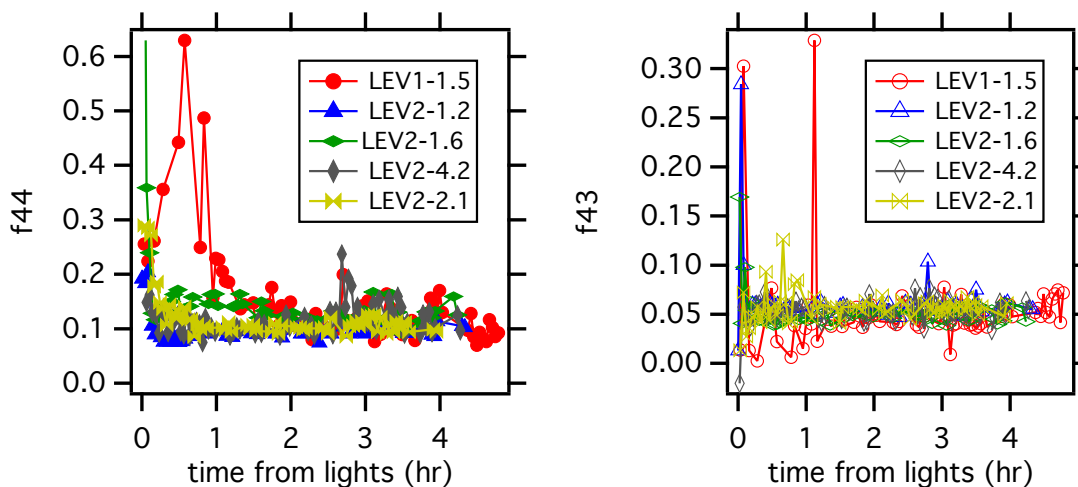 f44
0.6
0.5
0.4
0.3
0.2
0.1
0.0
0 1 2 3 4
time from lights (hr)
LEV1-1.5
LEV2-1.2
LEV2-1.6
LEV2-4.2
LEV2-2.1
f43
0.30
0.25
0.20
0.15
0.10
0.05
0.00
0 1 2 3 4
time from lights (hr)
LEV1-1.5
LEV2-1.2
LEV2-1.6
LEV2-4.2
LEV2-2.1